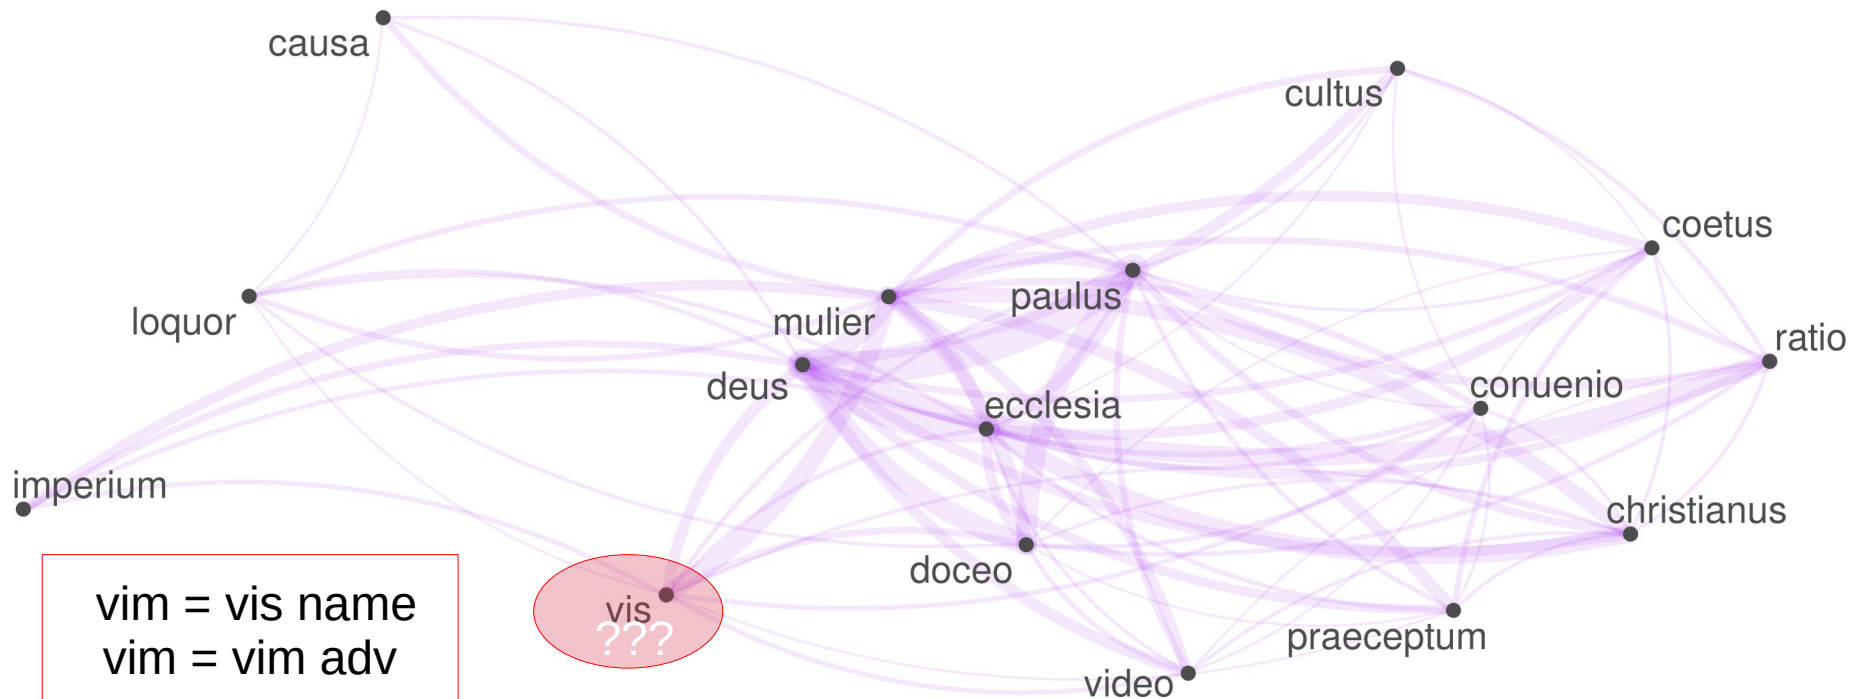 causa
cultus
coetus
paulus
loquor
mulier
ratio
deus
conuenio
ecclesia
imperium
christianus
doceo
vis
???
praeceptum
video
vim = vis name
vim = vim adv